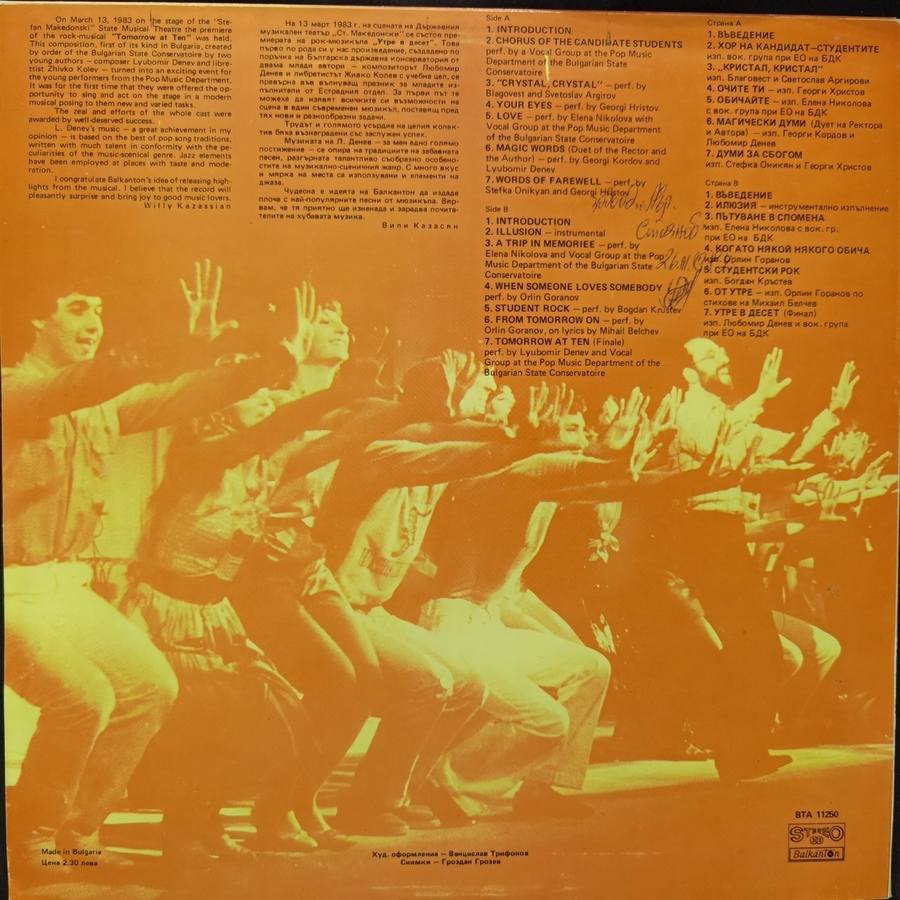 On March 13, 1983 on the stage of the "Ste-
fan Makedonski" State Musical Theatre the premiere
of the rock-musical "Tomorrow at Ten" was held.
This composition, first of its kind in Bulgaria, created
by order of the Bulgarian State Conservatoire by two
young authors — composer Lyubomir Denev and libre-
ttist Zhivko Kolev — turned into an exciting event for
the young performers from the Pop Music Department.
It was for the first time that they were offered the op-
portunity to sing and act on the stage in a modern
musical posing to them new and varied tasks.
The zeal and efforts of the whole cast were
awarded by well-deserved success.
L. Denev's music — a great achievement in my
opinion — is based on the best of pop song traditions,
written with much talent in conformity with the pe-
culiarities of the music-scenical genre. Jazz elements
have been employed at places with taste and mode-
ration.
I congratulate Balkanton's idea of releasing high-
lights from the musical. I believe that the record will
pleasantly surprise and bring joy to good music lovers.
Willy Kazassian
На 13 март 1983 г. на сцената на Държавния
музикален театър „Ст. Македонски" се състоя пре-
миерата на рок-мюзикъла „Утре в десет". Това
първо по рода си у нас произведение, създадено по
поръчка на Българска държавна консерватория от
двама млади автори — композиторът Любомир
Денев и либретистът Живко Колев с учебна цел, се
превърна във вълнуващ празник за младите из-
пълнители от Естрадния отдел. За първи път те
можеха да изявят всичките си възможности на
сцена в един съвременен мюзикъл, поставящ пред
тях нови и разнообразни задачи.
Трудът и голямото усърдие на целия колек-
тив бяха възнаградени със заслужен успех.
Музиката на Л. Денев — за мен едно голямо
постижение — се опира на традициите на забавната
песен, разгърната талантливо съобразно особено-
стите на музикално-сценичния жанр. С много вкус
и мярка на места са използувани и елементи на
джаза.
Чудесна е идеята на Балкантон да издаде
плоча с най-популярните песни от мюзикъла. Вяр-
вам, че тя приятно ще изненада и зарадва почита-
телите на хубавата музика.
Вили Казасян
Side A
1. INTRODUCTION
2. CHORUS OF THE CANDIDATE STUDENTS
perf. by a Vocal Group at the Pop Music
Department of the Bulgarian State
Conservatoire
3. "CRYSTAL, CRYSTAL" — perf. by
Blagovest and Svetoslav Argirov
4. YOUR EYES — perf. by Georgi Hristov
5. LOVE — perf. by Elena Nikolova with
Vocal Group at the Pop Music Department
of the Bulgarian State Conservatoire
6. MAGIC WORDS (Duet of the Rector and
the Author) — perf. by Georgi Kordov and
Lyubomir Denev
7. WORDS OF FAREWELL — perf. by
Stefka Onikyan and Georgi Hristov
Side B
1. INTRODUCTION
2. ILLUSION — instrumental
3. A TRIP IN MEMORIEE — perf. by
Elena Nikolova and Vocal Group at the Pop
Music Department of the Bulgarian State
Conservatoire
4. WHEN SOMEONE LOVES SOMEBODY
perf. by Orlin Goranov
5. STUDENT ROCK — perf. by Bogdan Krustev
6. FROM TOMORROW ON — perf. by
Orlin Goranov, on lyrics by Mihail Belchev
7. TOMORROW AT TEN (Finale)
perf. by Lyubomir Denev and Vocal
Group at the Pop Music Department of the
Bulgarian State Conservatoire
Страна А
1. ВЪВЕДЕНИЕ
2. ХОР НА КАНДИДАТ—СТУДЕНТИТЕ
изп. вок. група при ЕО на БДК
3. „КРИСТАЛ, КРИСТАЛ"
изп. Благовест и Светослав Аргирови
4. ОЧИТЕ ТИ — изп. Георги Христов
5. ОБИЧАЙТЕ — изп. Елена Николова
с вок. група при ЕО на БДК
6. МАГИЧЕСКИ ДУМИ (Дует на Ректора
и Автора) — изп. Георги Кордов и
Любомир Денев
7. ДУМИ ЗА СБОГОМ
изп. Стефка Оникян и Георги Христов
Страна В
1. ВЪВЕДЕНИЕ
2. ИЛЮЗИЯ — инструментално изпълнение
3. ПЪТУВАНЕ В СПОМЕНА
изп. Елена Николова с вок. гр.
при ЕО на БДК
4. КОГАТО НЯКОЙ НЯКОГО ОБИЧА
изп. Орлин Горанов
5. СТУДЕНТСКИ РОК
изп. Богдан Кръстев
6. ОТ УТРЕ — изп. Орлин Горанов по
стихове на Михаил Белчев
7. УТРЕ В ДЕСЕТ (Финал)
изп. Любомир Денев и вок. група
при ЕО на БДК
Made in Bulgaria
Цена 2.30 лева
Худ. оформление — Венцислав Трифонов
Снимки — Гроздан Грозев
ВТА 11250
STEREO
Balkanton